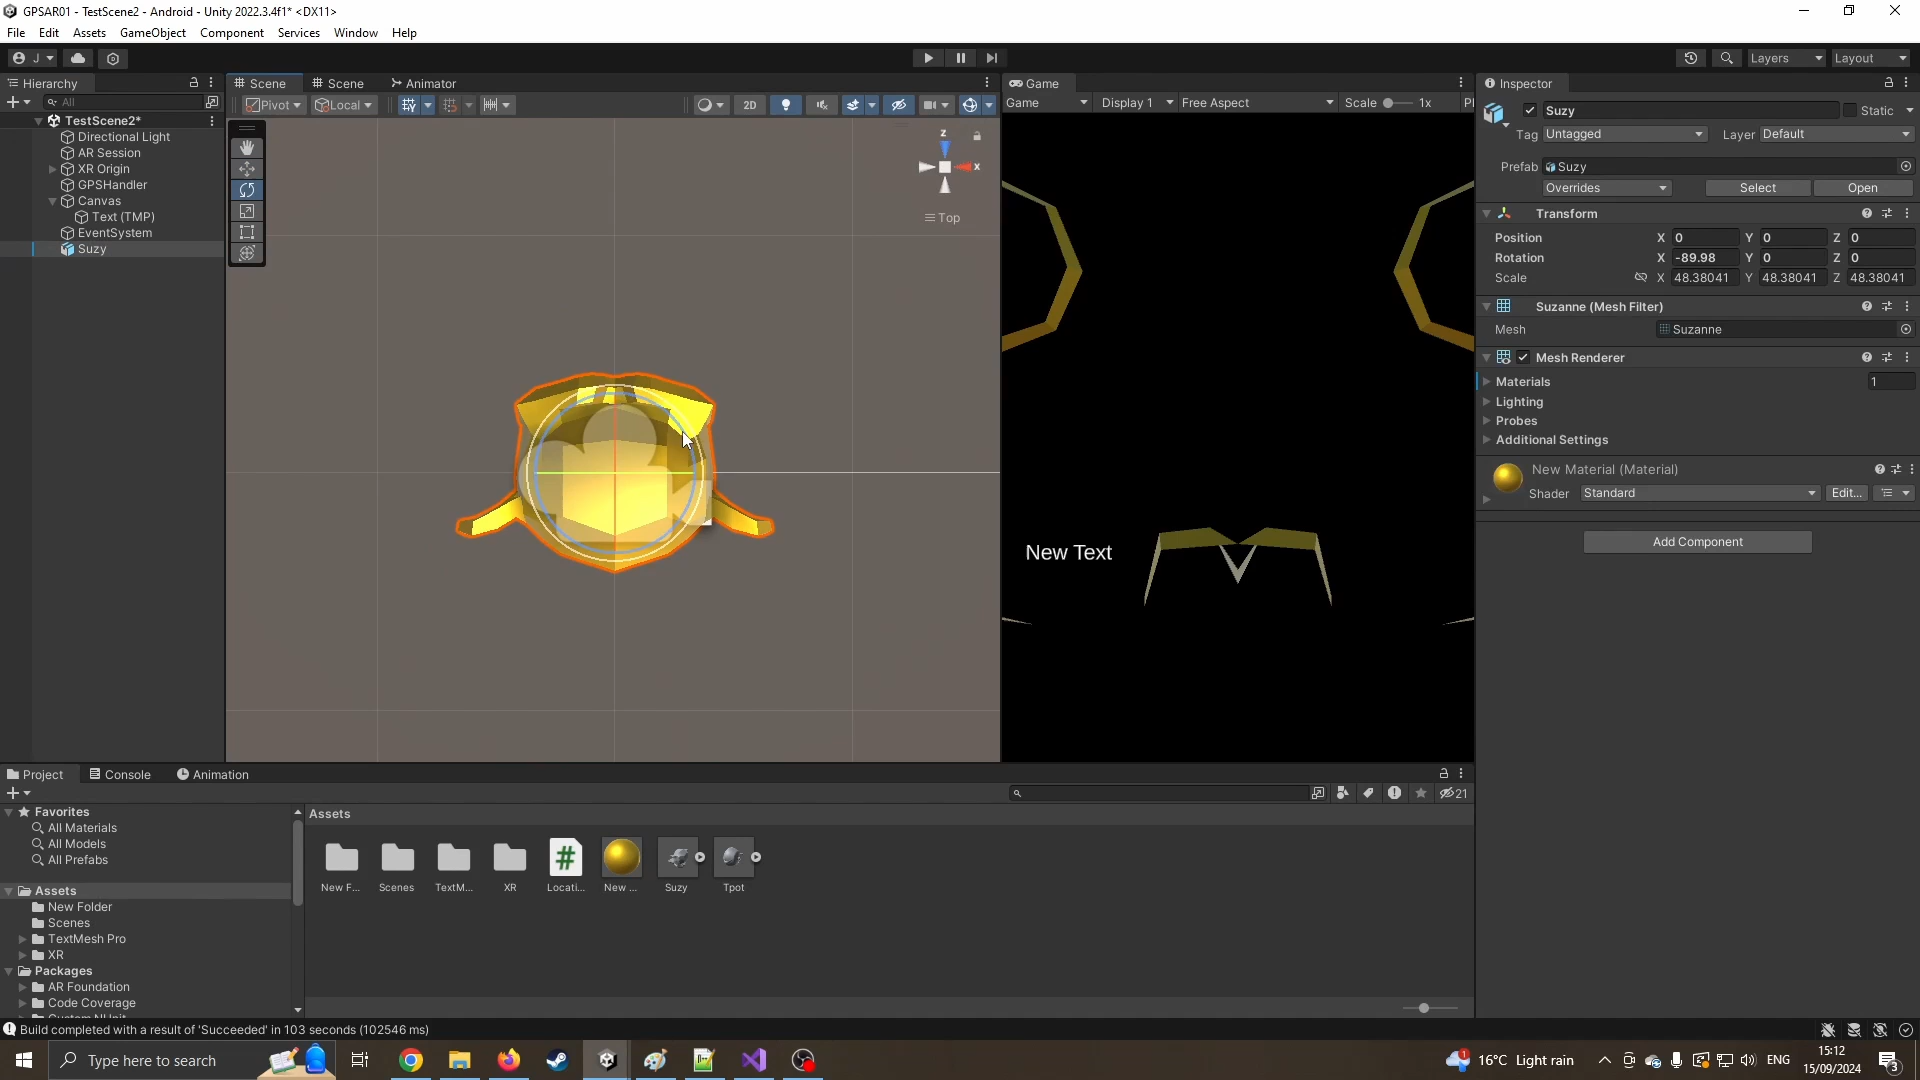 GPSAR01 - TestScene2 - Android - Unity 2022.3.4f1* <DX11>
File Edit Assets GameObject Component Services Window Help
J Layers Layout
Hierarchy
All
TestScene2*
Directional Light
AR Session
XR Origin
GPSHandler
Canvas
Text (TMP)
EventSystem
Suzy
Scene Scene Animator
Pivot Local 2D
z
x
Top
Game
Game Display 1 Free Aspect Scale 1x Pl
New Text
Inspector
Suzy Static
Tag Untagged Layer Default
Prefab Suzy
Overrides Select Open
Transform
Position X 0 Y 0 Z 0
Rotation X -89.98 Y 0 Z 0
Scale X 48.38041 Y 48.38041 Z 48.38041
Suzanne (Mesh Filter)
Mesh Suzanne
Mesh Renderer
Materials 1
Lighting
Probes
Additional Settings
New Material (Material)
Shader Standard Edit...
Add Component
Project Console Animation
21
Favorites
All Materials
All Models
All Prefabs
Assets
New Folder
Scenes
TextMesh Pro
XR
Packages
AR Foundation
Code Coverage
Assets
New F... Scenes TextM... XR Locati... New ... Suzy Tpot
Build completed with a result of 'Succeeded' in 103 seconds (102546 ms)
Type here to search
1 16°C Light rain ENG 15:12
15/09/2024 3